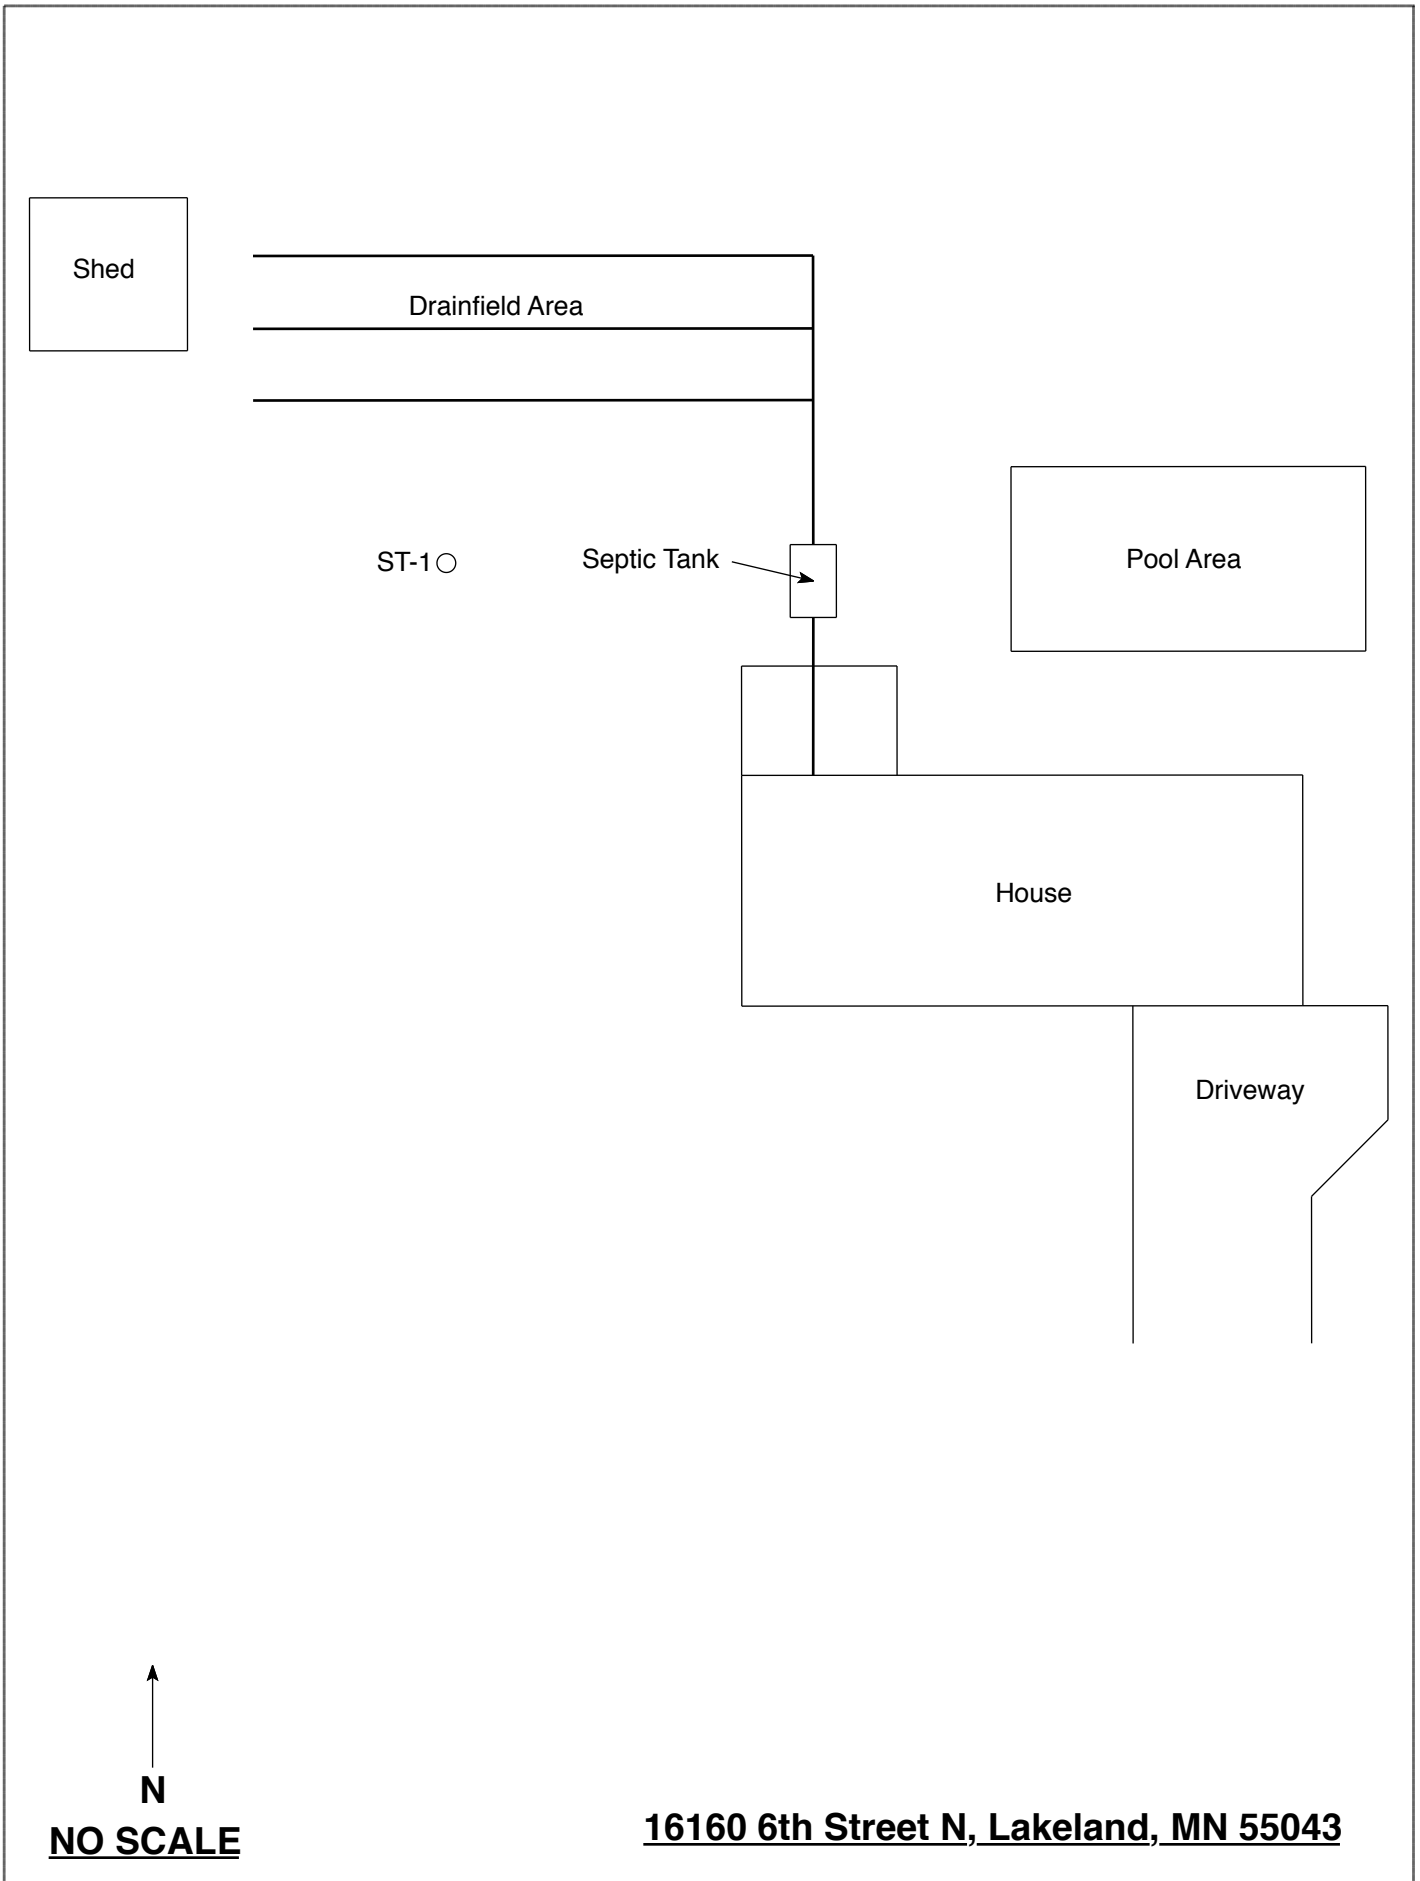 Shed
Drainfield Area
ST-1
Septic Tank
Pool Area
House
Driveway
N
NO SCALE
16160 6th Street N, Lakeland, MN 55043